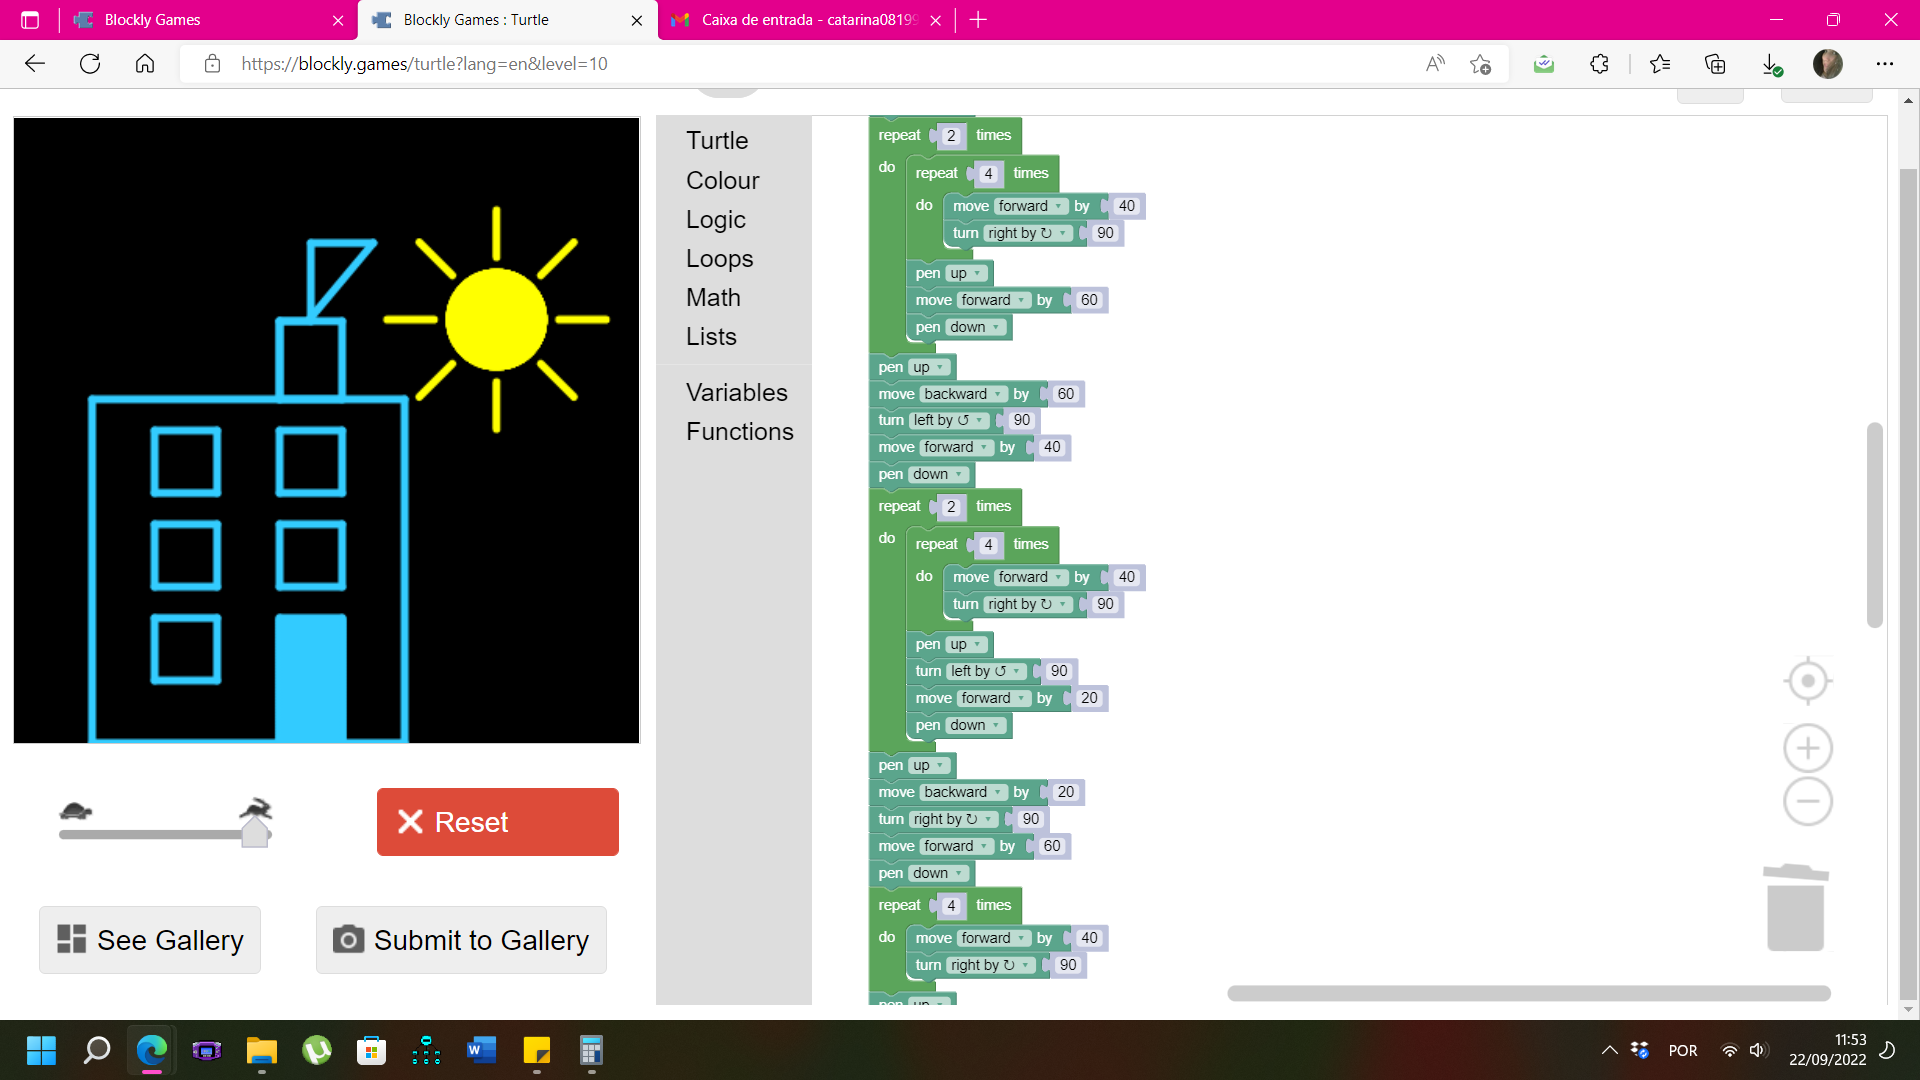 Blockly Games
Blockly Games : Turtle
Caixa de entrada - catarina08199
https://blockly.games/turtle?lang=en&level=10
Turtle
Colour
Logic
Loops
Math
Lists
Variables
Functions
repeat 2 times
do repeat 4 times
do move forward by 40
turn right by ↻ 90
pen up
move forward by 60
pen down
pen up
move backward by 60
turn left by ↺ 90
move forward by 40
pen down
repeat 2 times
do repeat 4 times
do move forward by 40
turn right by ↻ 90
pen up
turn left by ↺ 90
move forward by 20
pen down
pen up
move backward by 20
turn right by ↻ 90
move forward by 60
pen down
repeat 4 times
do move forward by 40
turn right by ↻ 90
pen up
Reset
See Gallery
Submit to Gallery
POR
11:53
22/09/2022